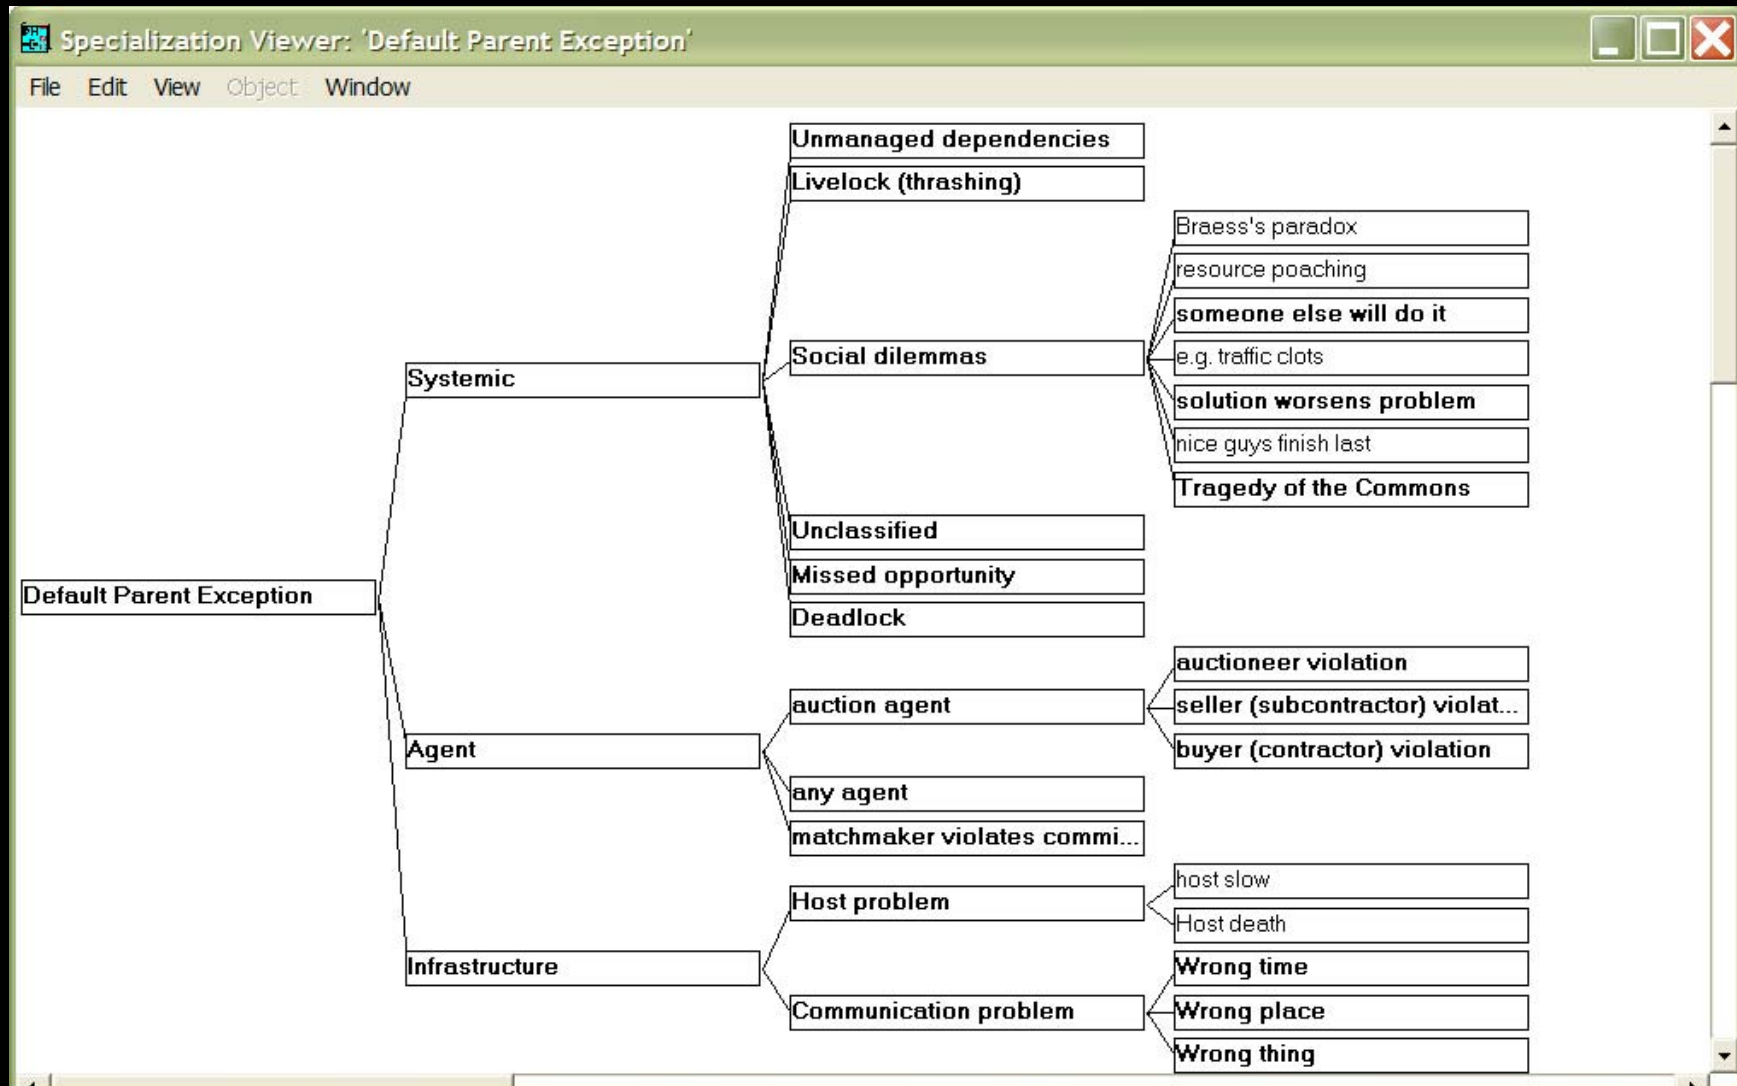 Specialization Viewer: 'Default Parent Exception'
File Edit View Object Window
Unmanaged dependencies
Livelock (thrashing)
Braess's paradox
resource poaching
someone else will do it
Social dilemmas
e.g. traffic clots
Systemic
solution worsens problem
nice guys finish last
Tragedy of the Commons
Unclassified
Missed opportunity
Default Parent Exception
Deadlock
auctioneer violation
auction agent
seller (subcontractor) violat...
Agent
buyer (contractor) violation
any agent
matchmaker violates commi...
host slow
Host problem
Host death
Infrastructure
Wrong time
Communication problem
Wrong place
Wrong thing